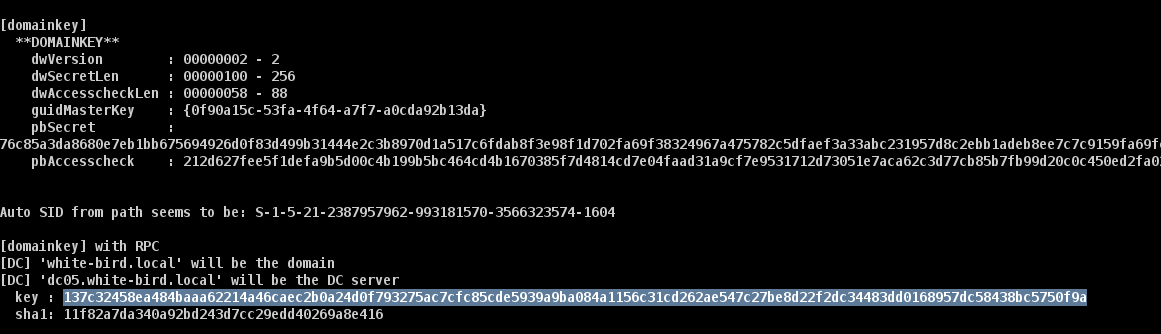 [domainkey]
**DOMAINKEY**
dwVersion : 00000002 - 2
dwSecretLen : 00000100 - 256
dwAccesscheckLen : 00000058 - 88
guidMasterKey : {0f90a15c-53fa-4f64-a7f7-a0cda92b13da}
pbSecret :
76c85a3da8680e7eb1bb675694926d0f83d499b31444e2c3b8970d1a517c6fdab8f3e98f1d702fa69f38324967a475782c5dfaef3a33abc231957d8c2ebb1adeb8ee7c7c9159fa69f
pbAccesscheck : 212d627fee5f1defa9b5d00c4b199b5bc464cd4b1670385f7d4814cd7e04faad31a9cf7e9531712d73051e7aca62c3d77cb85b7fb99d20c0c450ed2fa0
Auto SID from path seems to be: S-1-5-21-2387957962-993181570-3566323574-1604
[domainkey] with RPC
[DC] 'white-bird.local' will be the domain
[DC] 'dc05.white-bird.local' will be the DC server
key : 137c32458ea484baaa62214a46caec2b0a24d0f793275ac7cfc85cde5939a9ba084a1156c31cd262ae547c27be8d22f2dc34483dd0168957dc58438bc5750f9a
sha1: 11f82a7da340a92bd243d7cc29edd40269a8e416